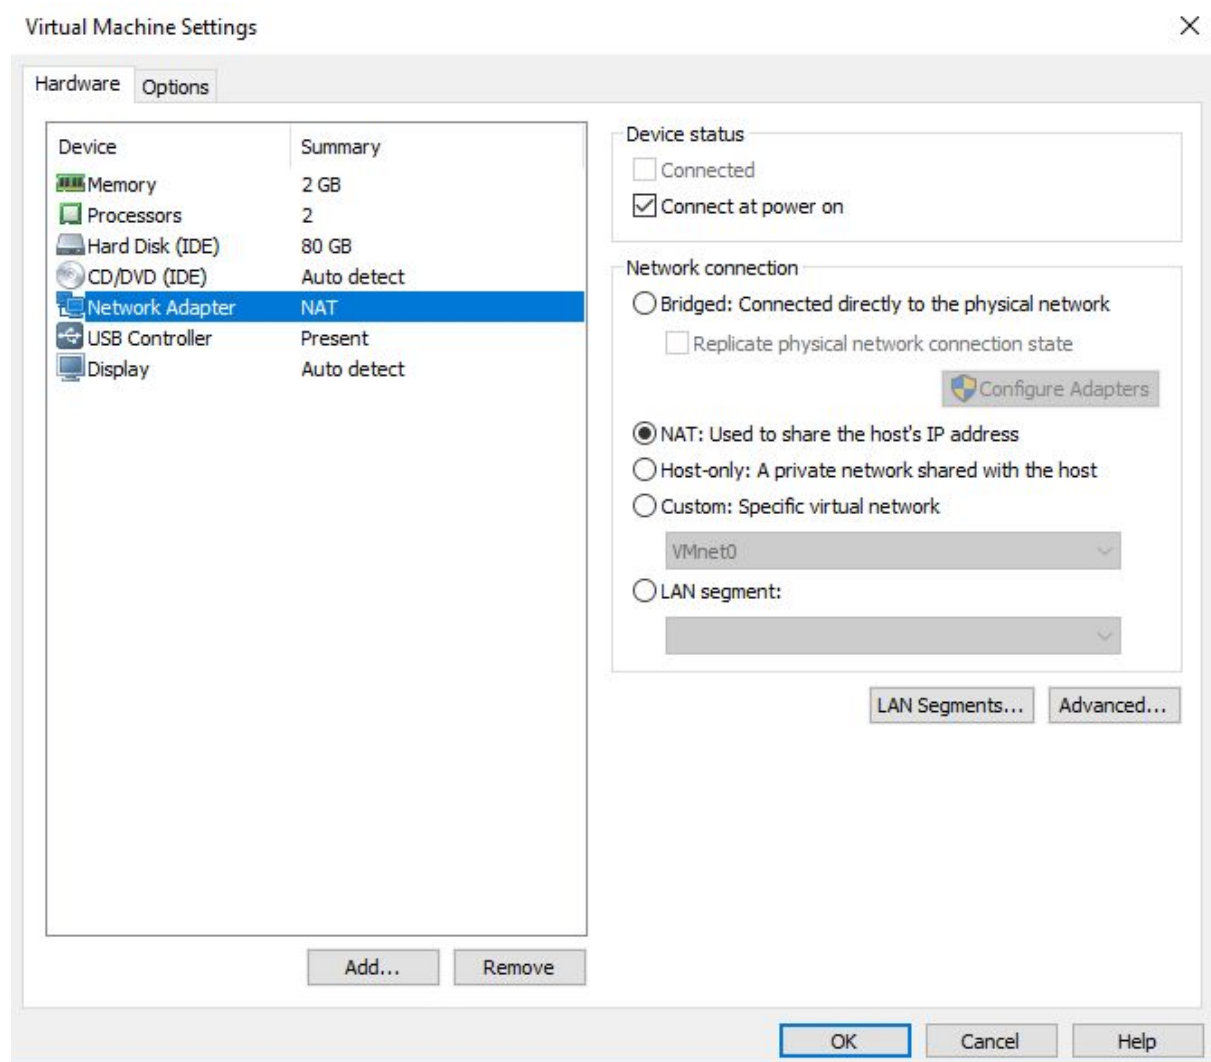 Virtual Machine Settings
Hardware
Options
Device Summary
Memory 2 GB
Processors 2
Hard Disk (IDE) 80 GB
CD/DVD (IDE) Auto detect
Network Adapter NAT
USB Controller Present
Display Auto detect
Add...
Remove
Device status
Connected
Connect at power on
Network connection
Bridged: Connected directly to the physical network
Replicate physical network connection state
Configure Adapters
NAT: Used to share the host's IP address
Host-only: A private network shared with the host
Custom: Specific virtual network
VMnet0
LAN segment:
LAN Segments...
Advanced...
OK
Cancel
Help